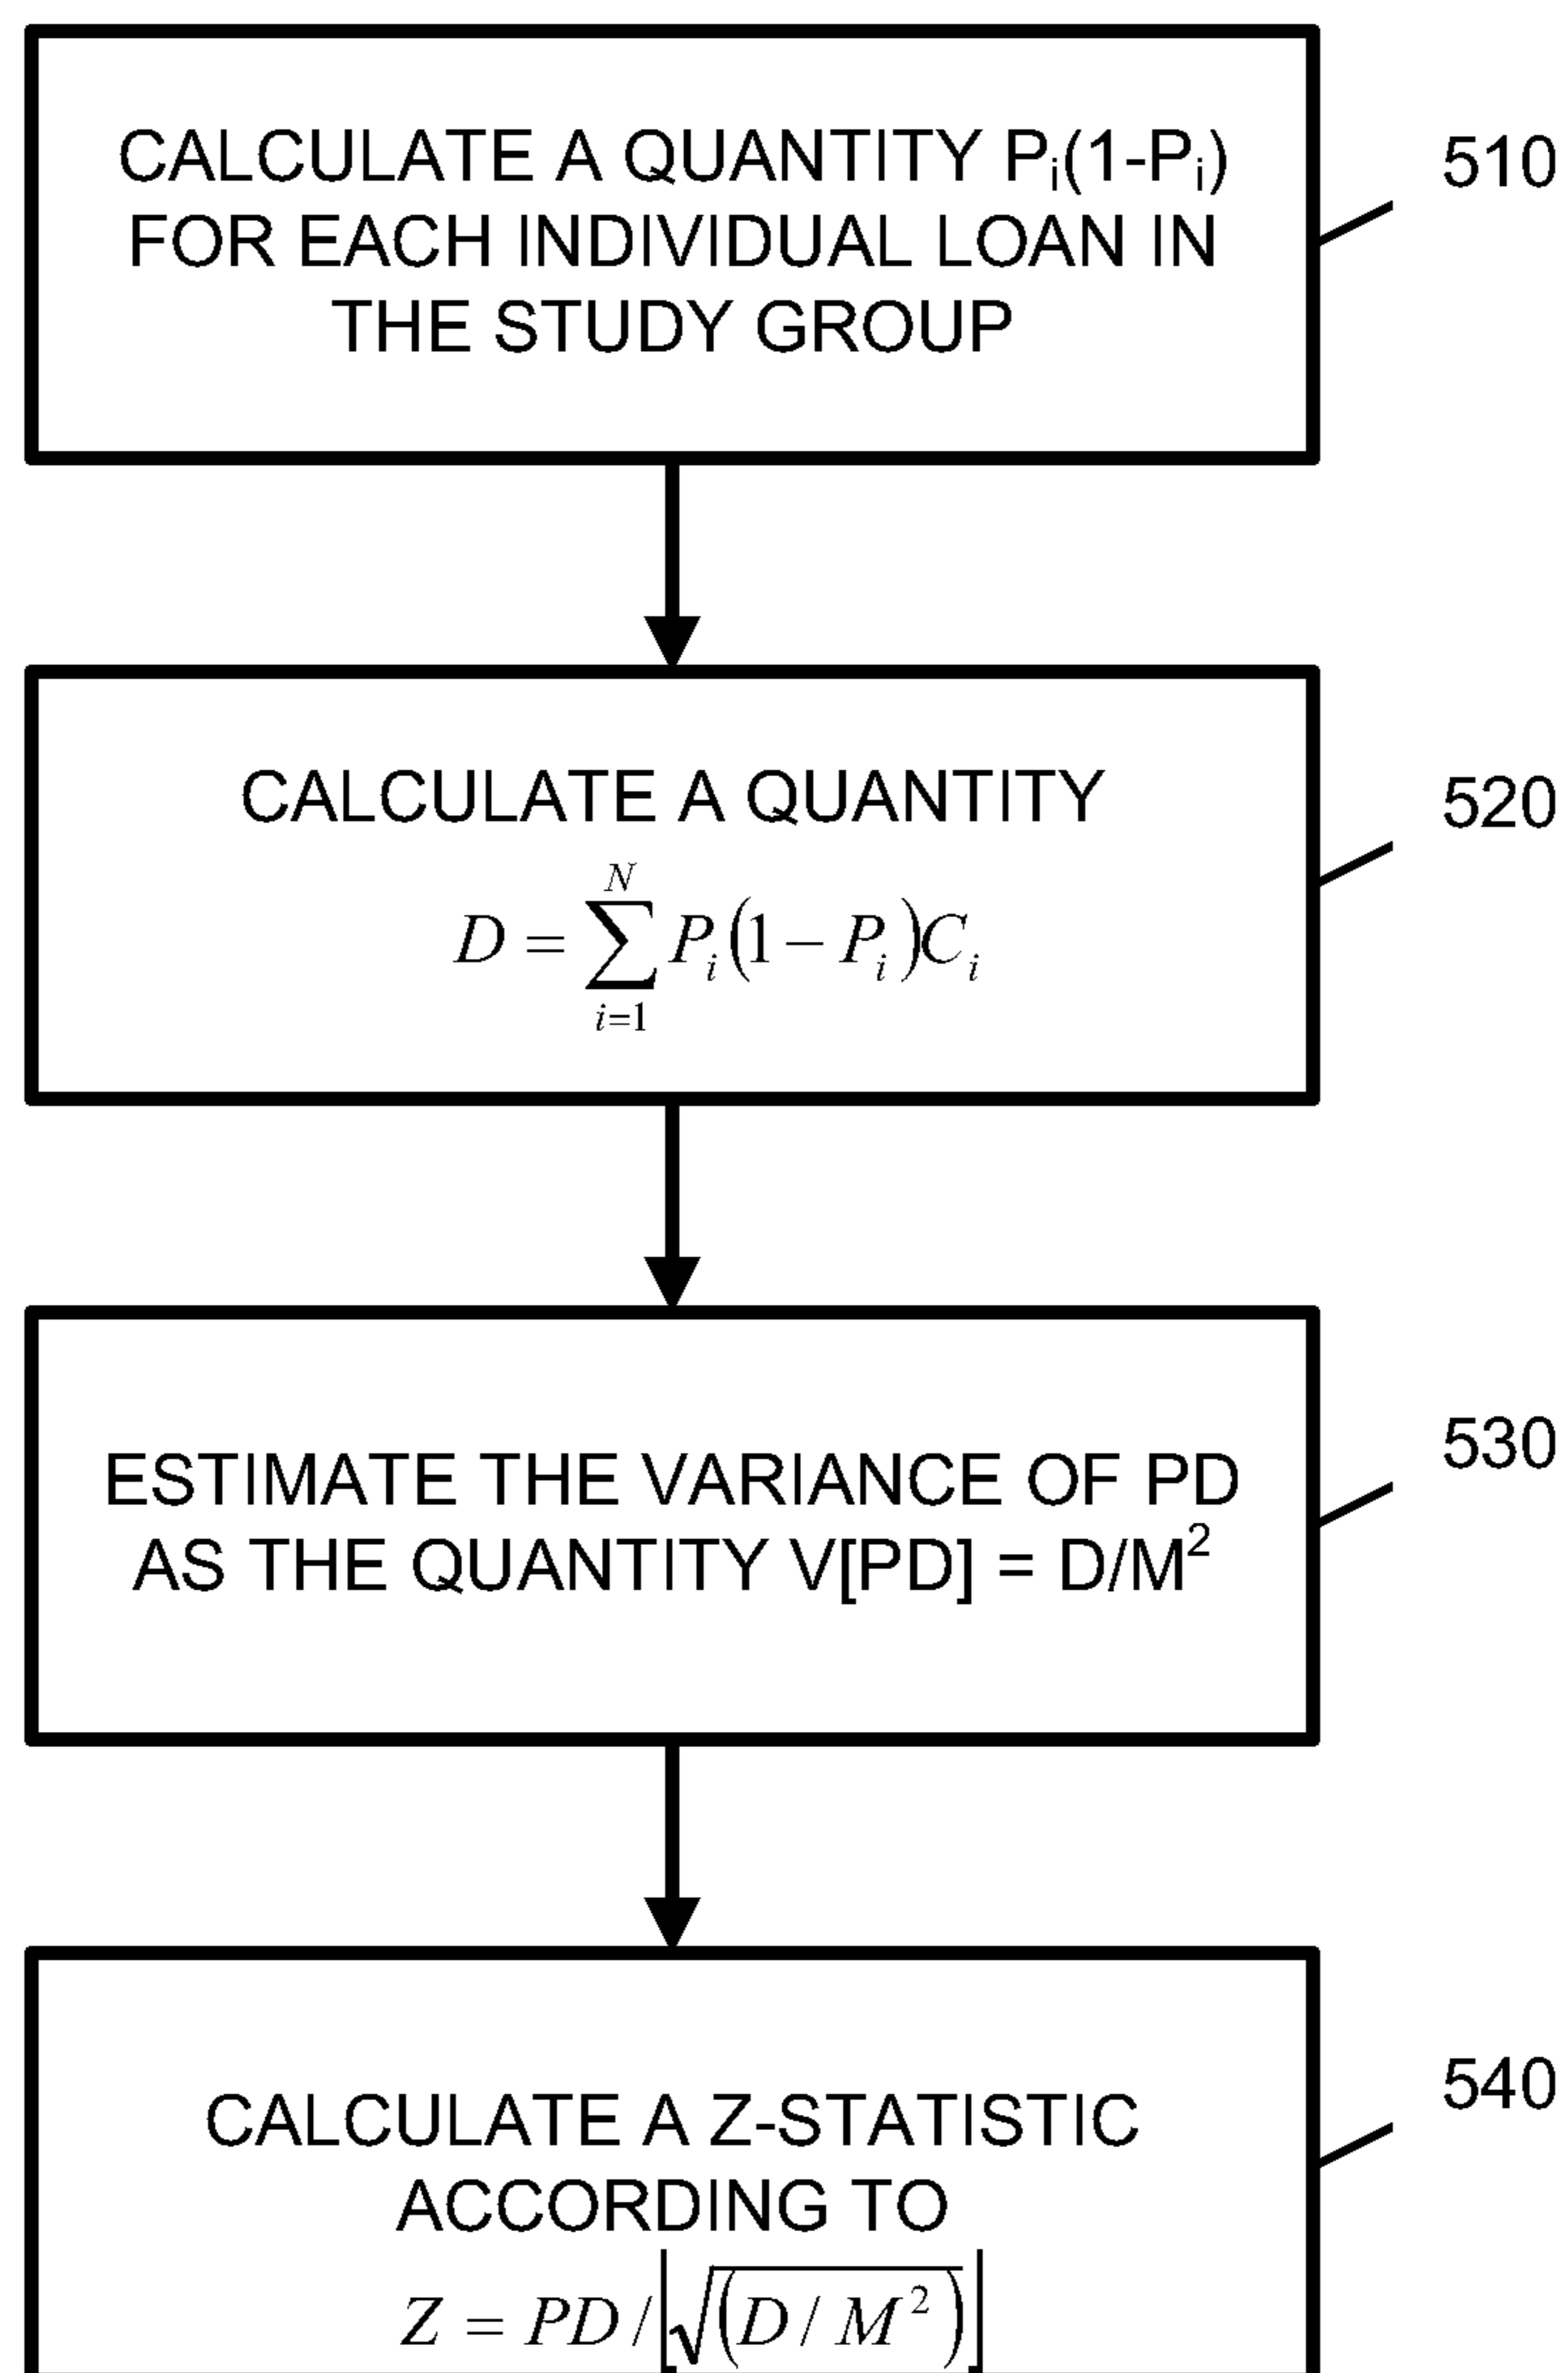 CALCULATE A QUANTITY Pᵢ(1-Pᵢ)
FOR EACH INDIVIDUAL LOAN IN
THE STUDY GROUP
510
CALCULATE A QUANTITY
D = ∑_{i=1}^{N} Pᵢ(1 − Pᵢ)Cᵢ
520
ESTIMATE THE VARIANCE OF PD
AS THE QUANTITY V[PD] = D/M²
530
CALCULATE A Z-STATISTIC
ACCORDING TO
Z = PD/[√(D/M²)]
540